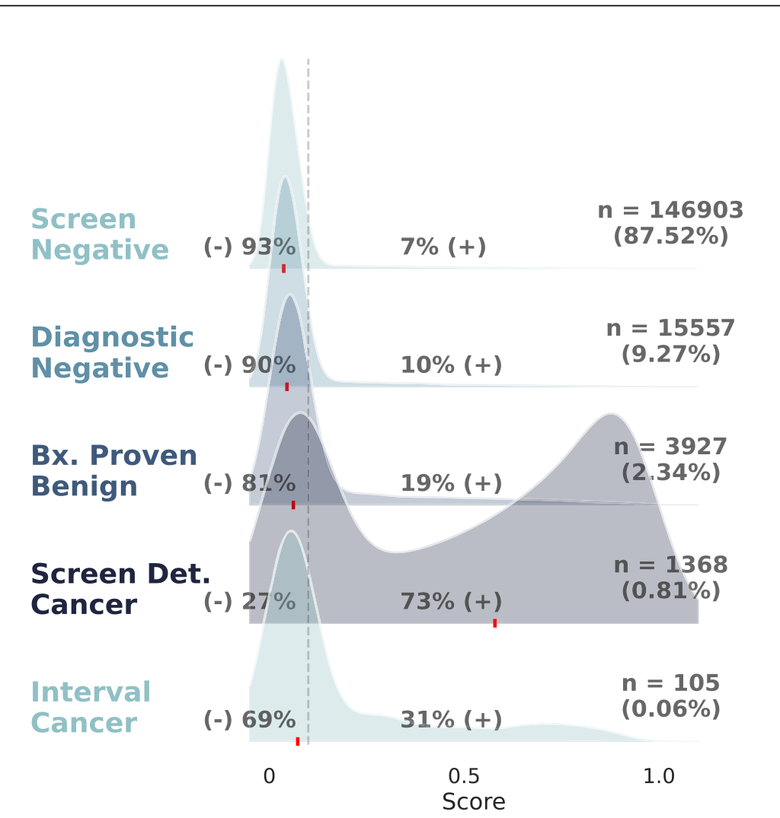 Screen
Negative
(-) 93%
7% (+)
n = 146903
(87.52%)
Diagnostic
Negative
(-) 90%
10% (+)
n = 15557
(9.27%)
Bx. Proven
Benign
(-) 81%
19% (+)
n = 3927
(2.34%)
Screen Det.
Cancer
(-) 27%
73% (+)
n = 1368
(0.81%)
Interval
Cancer
(-) 69%
31% (+)
n = 105
(0.06%)
0 0.5 1.0
Score